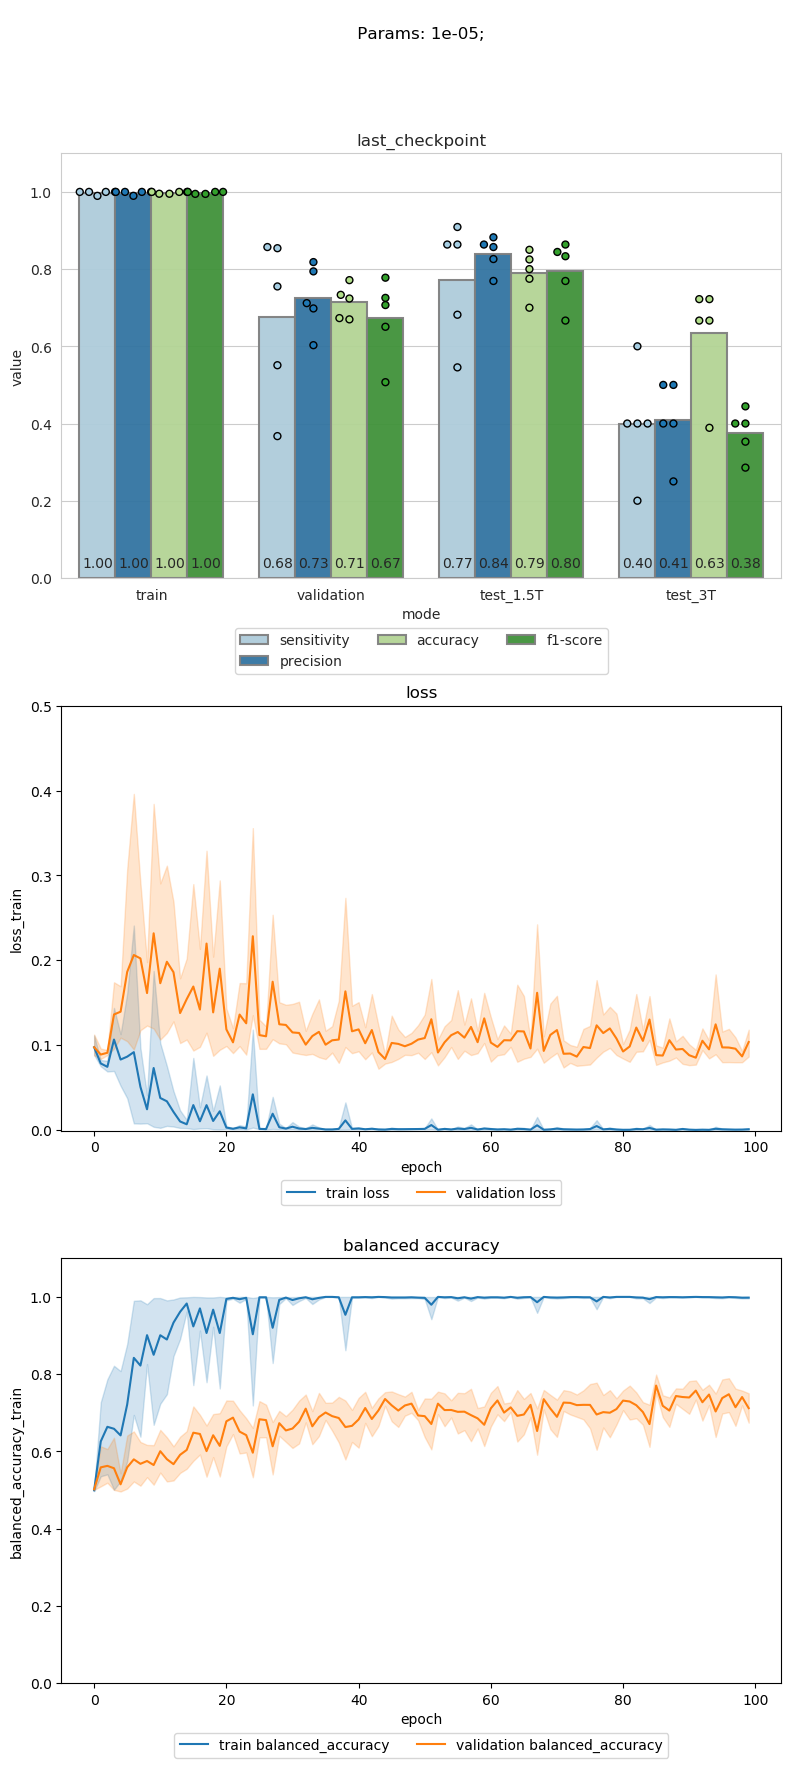 Params: 1e-05;
last_checkpoint
1.0
0.8
0.6
0.4
0.2
0.0
value
1.00 1.00 1.00 1.00 0.68 0.73 0.71 0.67 0.77 0.84 0.79 0.80 0.40 0.41 0.63 0.38
train validation test_1.5T test_3T
mode
sensitivity accuracy f1-score
precision
loss
0.5
0.4
0.3
0.2
0.1
0.0
loss_train
0 20 40 60 80 100
epoch
train loss validation loss
balanced accuracy
1.0
0.8
0.6
0.4
0.2
0.0
balanced_accuracy_train
0 20 40 60 80 100
epoch
train balanced_accuracy validation balanced_accuracy